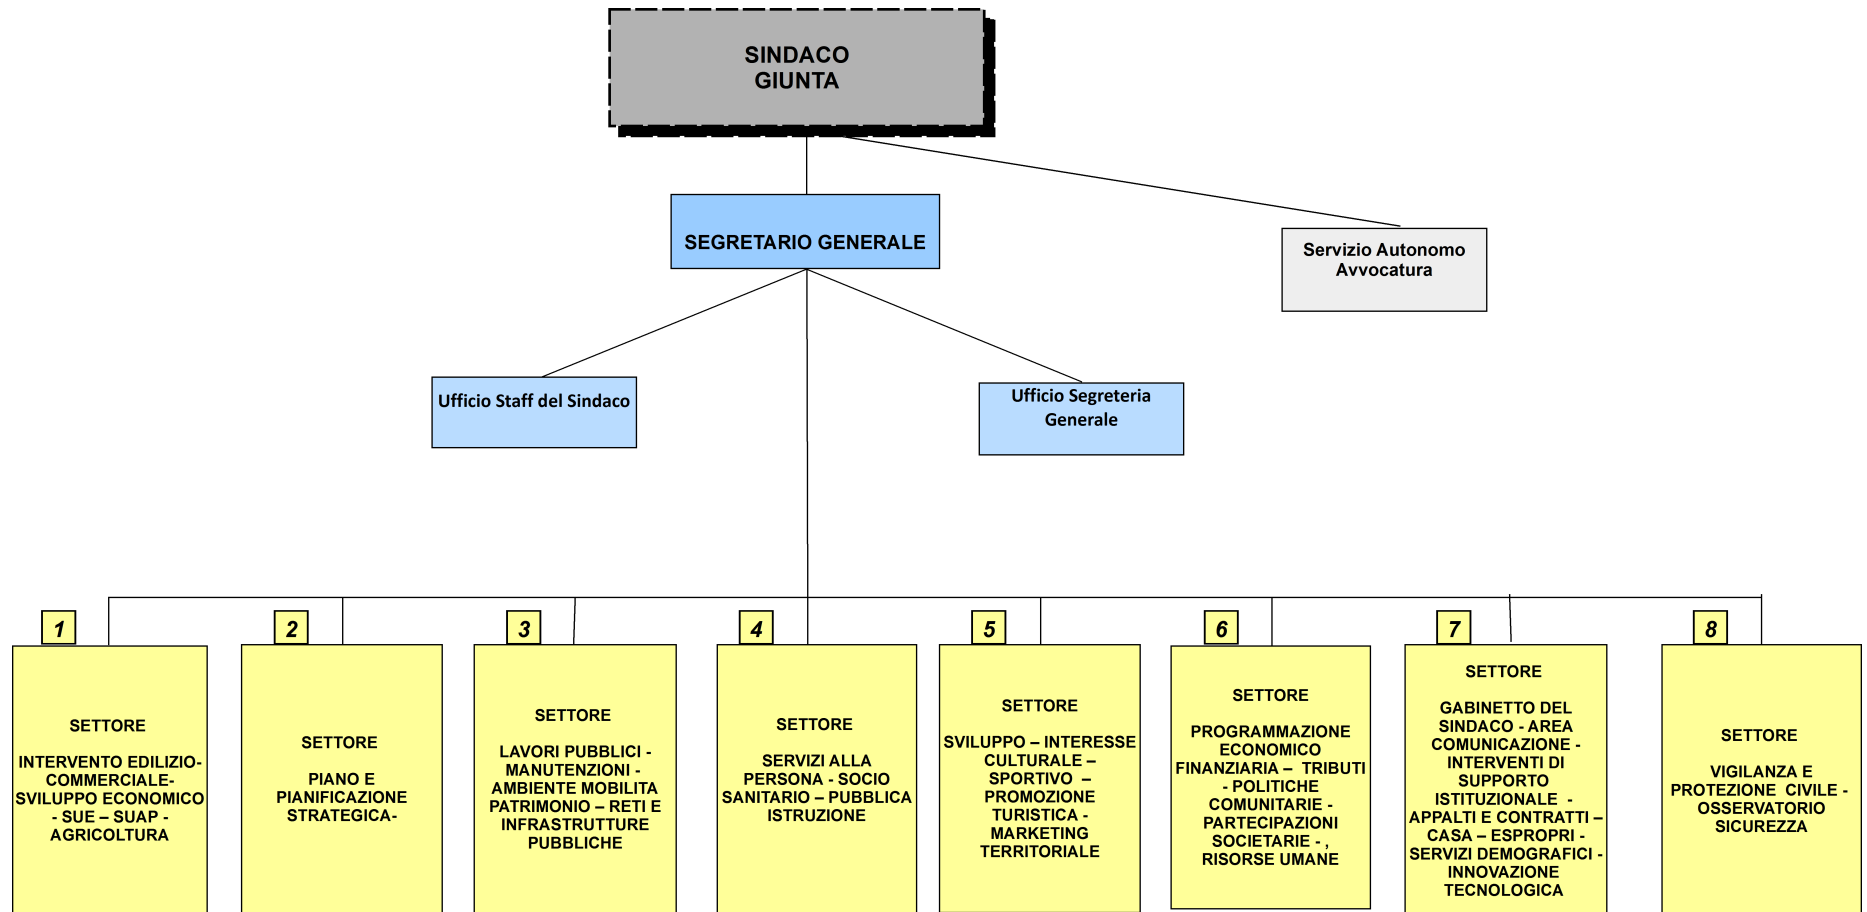 SINDACO
GIUNTA
SEGRETARIO GENERALE
Servizio Autonomo
Avvocatura
Ufficio Staff del Sindaco
Ufficio Segreteria
Generale
1
SETTORE
INTERVENTO EDILIZIO-
COMMERCIALE-
SVILUPPO ECONOMICO
- SUE – SUAP -
AGRICOLTURA
2
SETTORE
PIANO E
PIANIFICAZIONE
STRATEGICA-
3
SETTORE
LAVORI PUBBLICI -
MANUTENZIONI -
AMBIENTE MOBILITA
PATRIMONIO – RETI E
INFRASTRUTTURE
PUBBLICHE
4
SETTORE
SERVIZI ALLA
PERSONA - SOCIO
SANITARIO – PUBBLICA
ISTRUZIONE
5
SETTORE
SVILUPPO – INTERESSE
CULTURALE –
SPORTIVO –
PROMOZIONE
TURISTICA -
MARKETING
TERRITORIALE
6
SETTORE
PROGRAMMAZIONE
ECONOMICO
FINANZIARIA – TRIBUTI
- POLITICHE
COMUNITARIE -
PARTECIPAZIONI
SOCIETARIE - ,
RISORSE UMANE
7
SETTORE
GABINETTO DEL
SINDACO - AREA
COMUNICAZIONE -
INTERVENTI DI
SUPPORTO
ISTITUZIONALE -
APPALTI E CONTRATTI –
CASA – ESPROPRI -
SERVIZI DEMOGRAFICI -
INNOVAZIONE
TECNOLOGICA
8
SETTORE
VIGILANZA E
PROTEZIONE CIVILE -
OSSERVATORIO
SICUREZZA